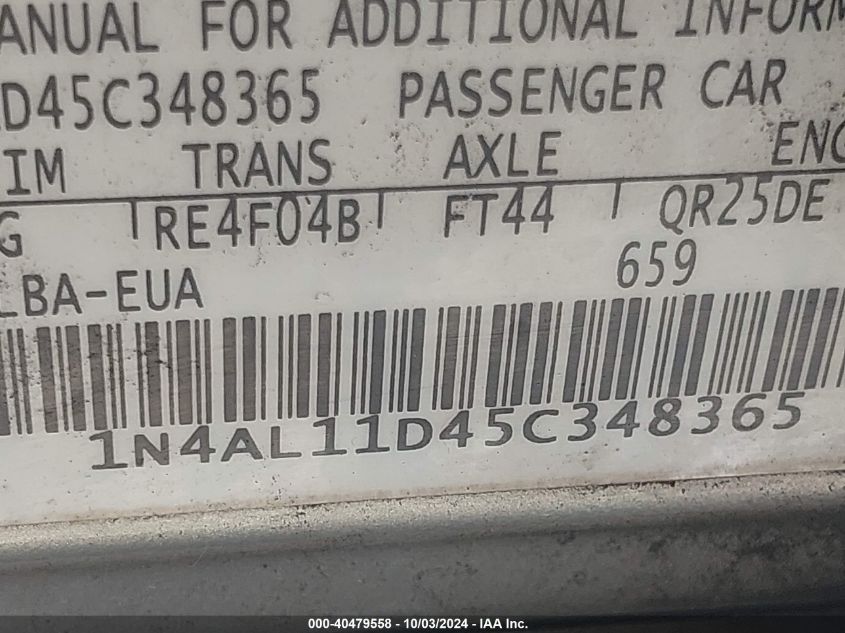 ANUAL FOR ADDITIONAL INFORM
D45C348365 PASSENGER CAR
IM TRANS AXLE ENG
G RE4F04B FT44 QR25DE
LBA-EUA 659
1N4AL11D45C348365
000-40479558 - 10/03/2024 - IAA, Inc.